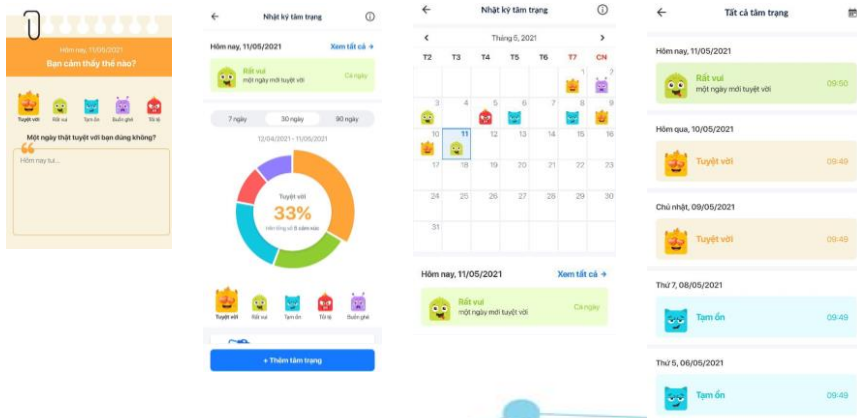 Hôm nay, 11/05/2021
Bạn cảm thấy thế nào?
Tuyệt vời
Rất vui
Tạm ổn
Buồn ghê
Tồi tệ
Một ngày thật tuyệt với bạn đúng không?
Hôm nay tui...
Nhật ký tâm trạng
Hôm nay, 11/05/2021
Xem tất cả →
Rất vui
một ngày mới tuyệt vời
Cả ngày
7 ngày
30 ngày
90 ngày
12/04/2021 - 11/05/2021
Tuyệt vời
33%
trên tổng số 9 cảm xúc
Tuyệt vời
Rất vui
Tạm ổn
Tồi tệ
Buồn ghê
+ Thêm tâm trạng
Nhật ký tâm trạng
< Tháng 5, 2021 >
T2 T3 T4 T5 T6 T7 CN
1 2
3 4 5 6 7 8 9
10 11 12 13 14 15 16
17 18 19 20 21 22 23
24 25 26 27 28 29 30
31
Hôm nay, 11/05/2021
Xem tất cả →
Rất vui
một ngày mới tuyệt vời
Cả ngày
Tất cả tâm trạng
Hôm nay, 11/05/2021
Rất vui
một ngày mới tuyệt vời
09:50
Hôm qua, 10/05/2021
Tuyệt vời
09:49
Chủ nhật, 09/05/2021
Tuyệt vời
09:49
Thứ 7, 08/05/2021
Tạm ổn
09:49
Thứ 5, 06/05/2021
Tạm ổn
09:49